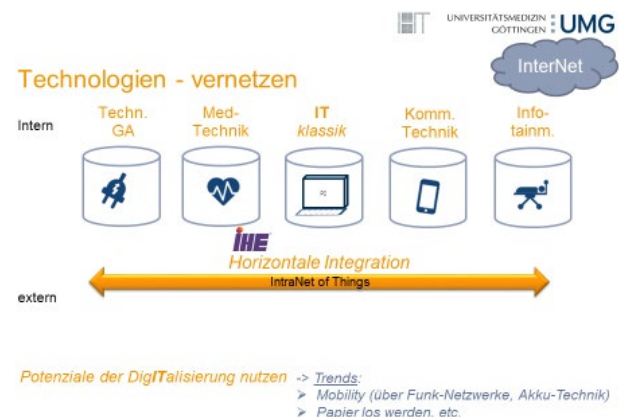 IT
UNIVERSITÄTSMEDIZIN
GÖTTINGEN
UMG
InterNet
Technologien - vernetzen
Intern
Techn.
GA
Med-
Technik
IT
klassik
Komm.
Technik
Info-
tainm.
IHE
Horizontale Integration
IntraNet of Things
extern
Potenziale der DigITalisierung nutzen -> Trends:
➢ Mobility (über Funk-Netzwerke, Akku-Technik)
➢ Papier los werden, etc.